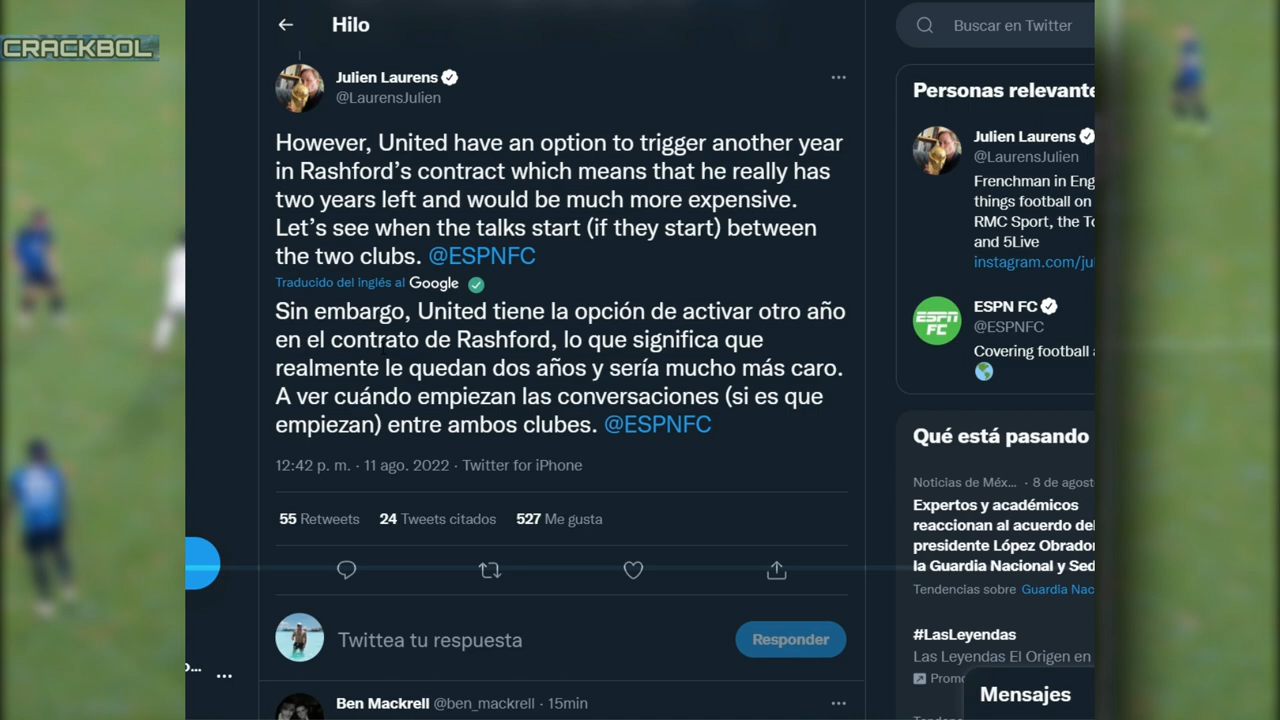 CRACKBOL
Hilo
Julien Laurens
@LaurensJulien
However, United have an option to trigger another year
in Rashford's contract which means that he really has
two years left and would be much more expensive.
Let's see when the talks start (if they start) between
the two clubs. @ESPNFC
Traducido del inglés al Google
Sin embargo, United tiene la opción de activar otro año
en el contrato de Rashford, lo que significa que
realmente le quedan dos años y sería mucho más caro.
A ver cuándo empiezan las conversaciones (si es que
empiezan) entre ambos clubes. @ESPNFC
12:42 p. m. · 11 ago. 2022 · Twitter for iPhone
55 Retweets 24 Tweets citados 527 Me gusta
Twittea tu respuesta
Responder
Ben Mackrell @ben_mackrell · 15min
Buscar en Twitter
Personas relevante
Julien Laurens
@LaurensJulien
Frenchman in Eng
things football on
RMC Sport, the To
and 5Live
instagram.com/jul
ESPN FC
@ESPNFC
Covering football
Qué está pasando
Noticias de Méx... · 8 de agost
Expertos y académicos
reaccionan al acuerdo del
presidente López Obrador
la Guardia Nacional y Sed
Tendencias sobre Guardia Nac
#LasLeyendas
Las Leyendas El Origen en
Promo
Mensajes